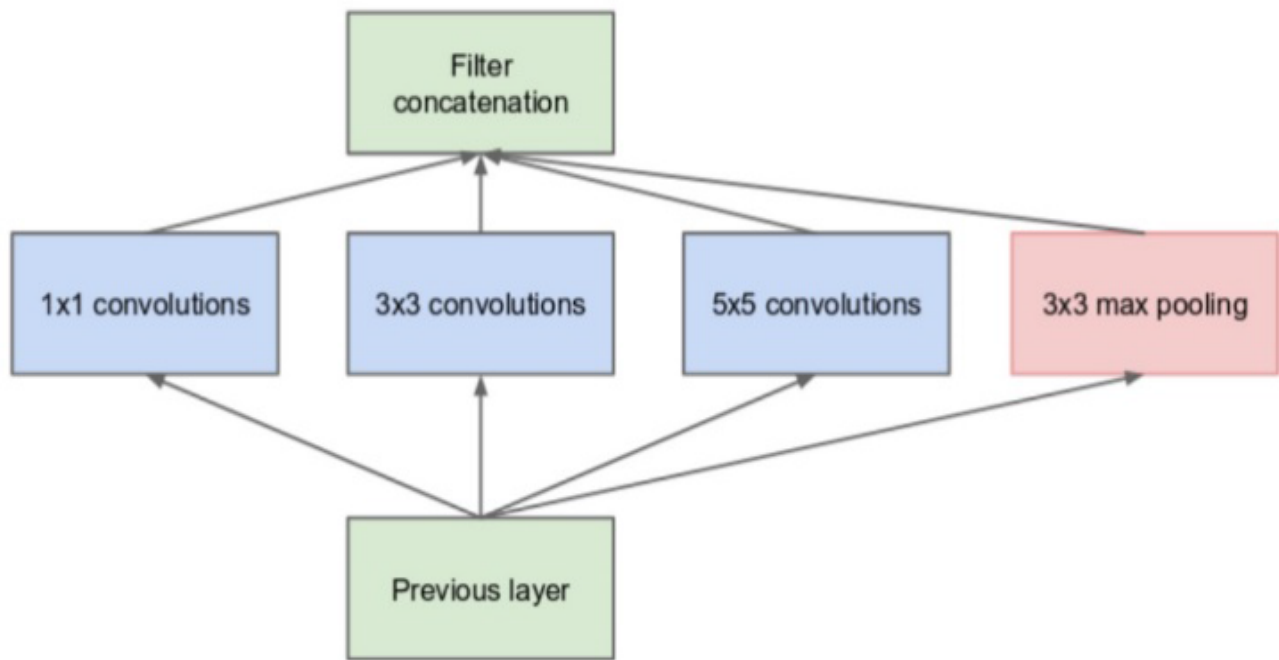 Filter
concatenation
1x1 convolutions
3x3 convolutions
5x5 convolutions
3x3 max pooling
Previous layer